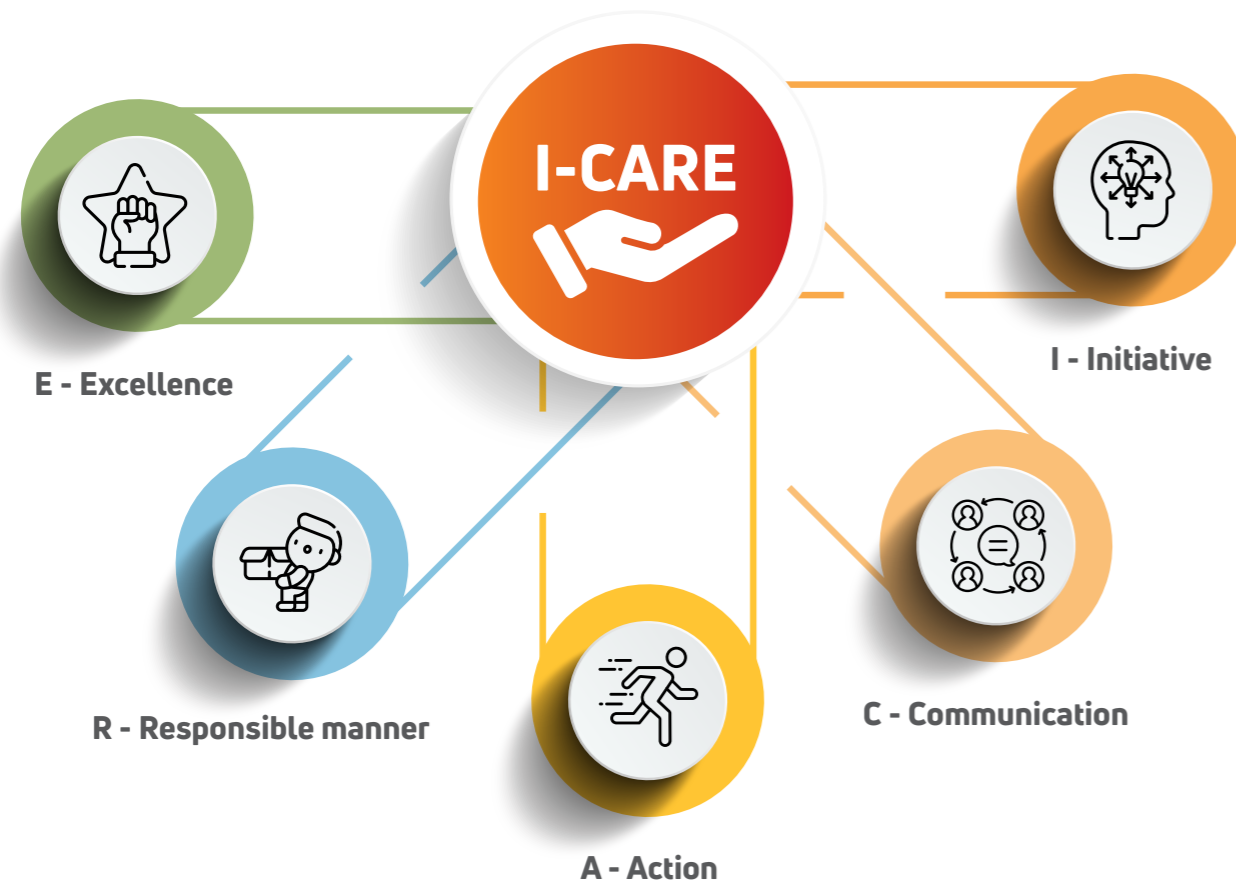 I-CARE
I - Initiative
E - Excellence
C - Communication
R - Responsible manner
A - Action